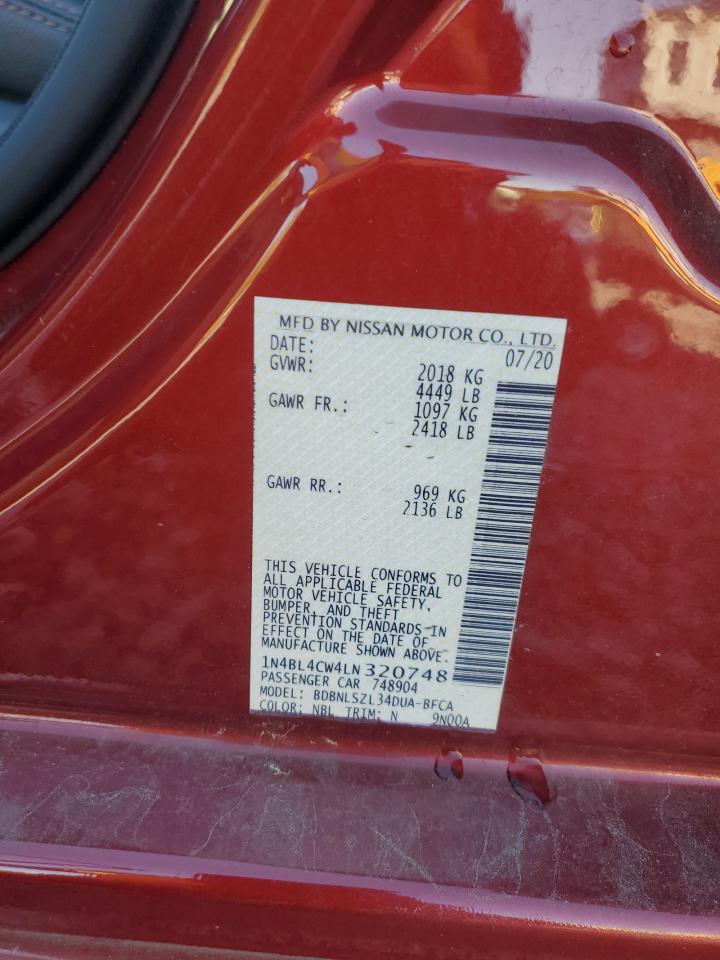 MFD BY NISSAN MOTOR CO., LTD.
DATE: 07/20
GVWR: 2018 KG
4449 LB
GAWR FR.: 1097 KG
2418 LB
GAWR RR.: 969 KG
2136 LB
THIS VEHICLE CONFORMS TO
ALL APPLICABLE FEDERAL
MOTOR VEHICLE SAFETY,
BUMPER, AND THEFT
PREVENTION STANDARDS IN
EFFECT ON THE DATE OF
MANUFACTURE SHOWN ABOVE.
1N4BL4CW4LN320748
PASSENGER CAR 748904
MODEL: BDBNLSZL34DUA-BFCA
COLOR: NBL TRIM: N 9N00A